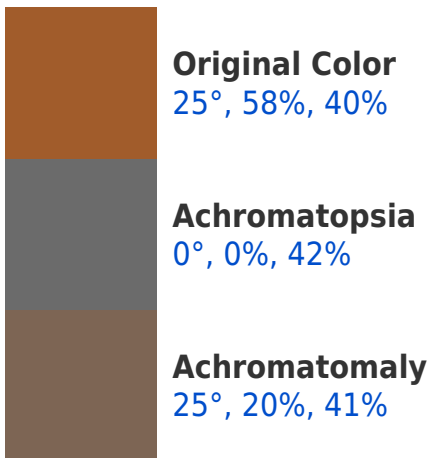 Original Color
25°, 58%, 40%
Achromatopsia
0°, 0%, 42%
Achromatomaly
25°, 20%, 41%